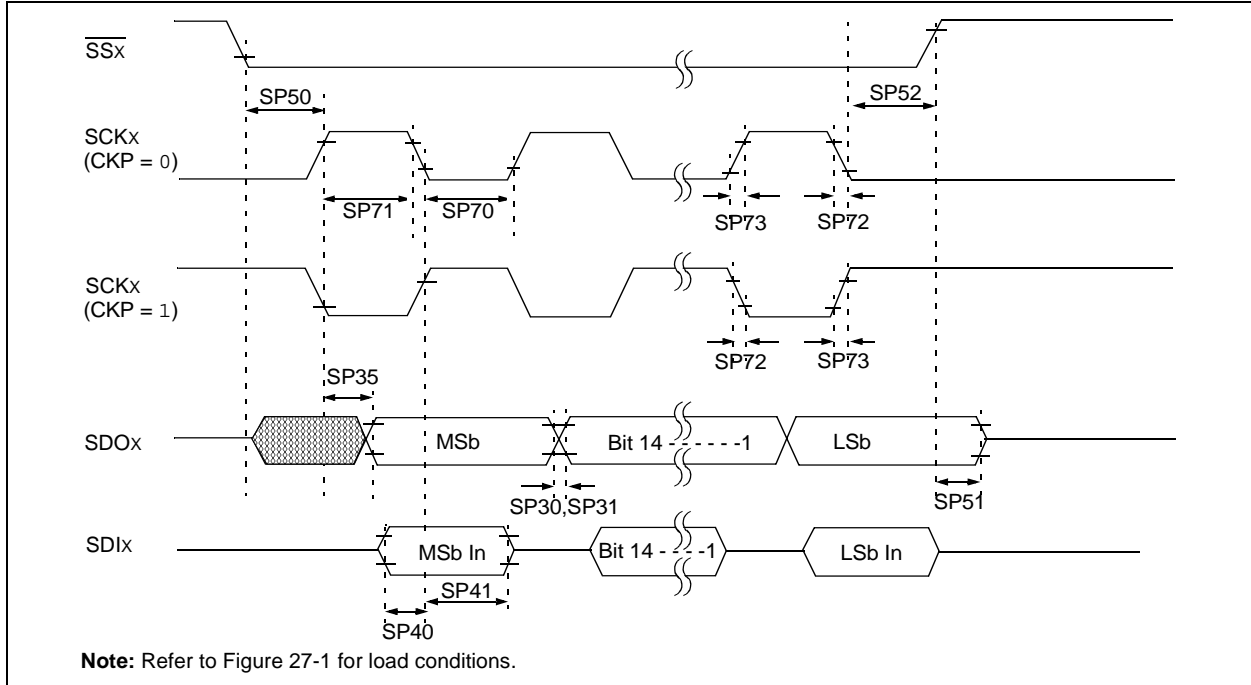 SSX
SP50
SP52
SCKX
(CKP = 0)
SP71
SP70
SP73
SP72
SCKX
(CKP = 1)
SP72
SP73
SP35
SDOX
MSb
Bit 14 - - - - - -1
LSb
SP30,SP31
SP51
SDIX
MSb In
Bit 14 - - - -1
LSb In
SP41
SP40
Note: Refer to Figure 27-1 for load conditions.